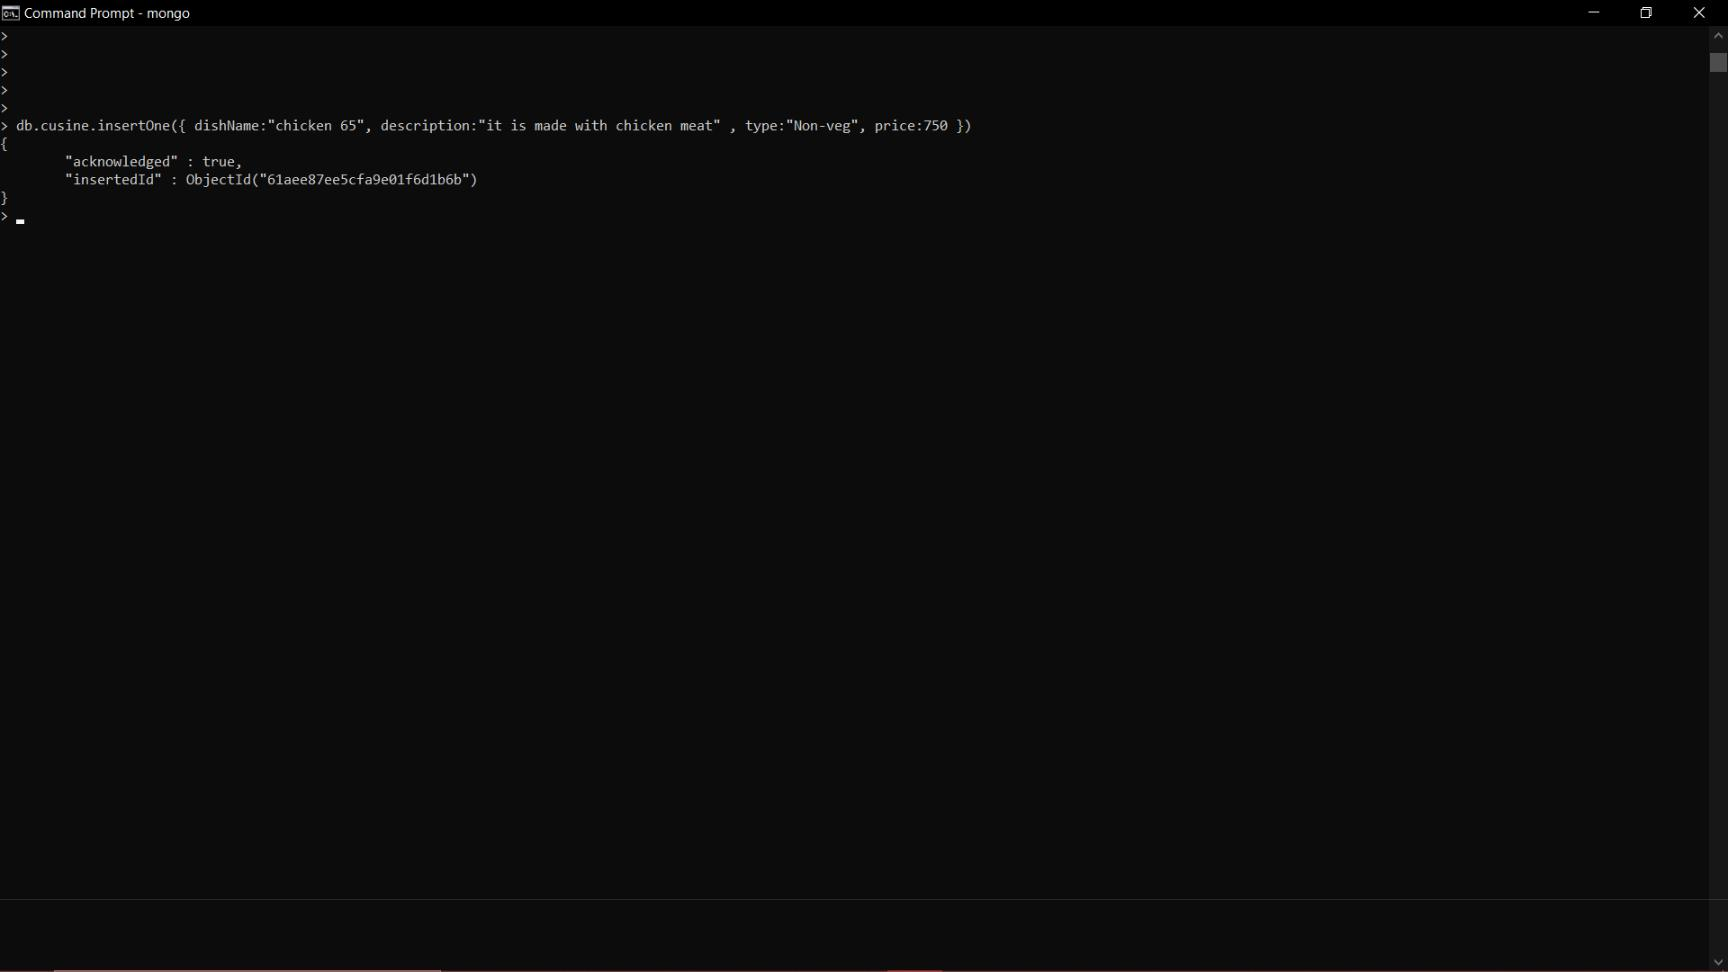 Command Prompt - mongo
>
>
>
>
>
> db.cusine.insertOne({ dishName:"chicken 65", description:"it is made with chicken meat" , type:"Non-veg", price:750 })
{
        "acknowledged" : true,
        "insertedId" : ObjectId("61aee87ee5cfa9e01f6d1b6b")
}
>